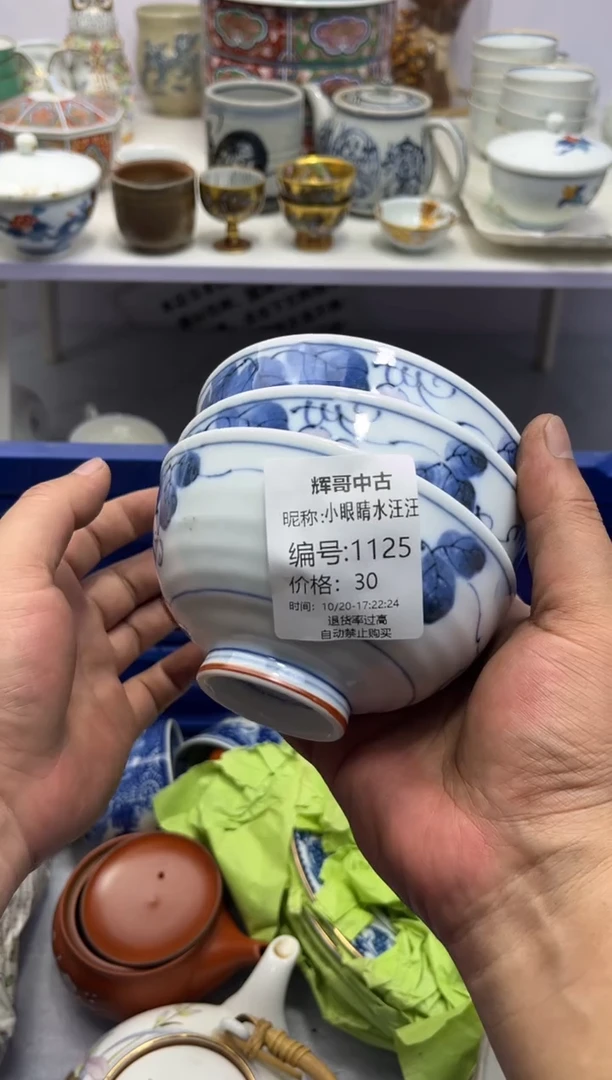 辉哥中古
昵称:小眼睛水汪汪
编号:1125
价格: 30
时间: 10/20-17:22:24
退货率过高
自动禁止购买